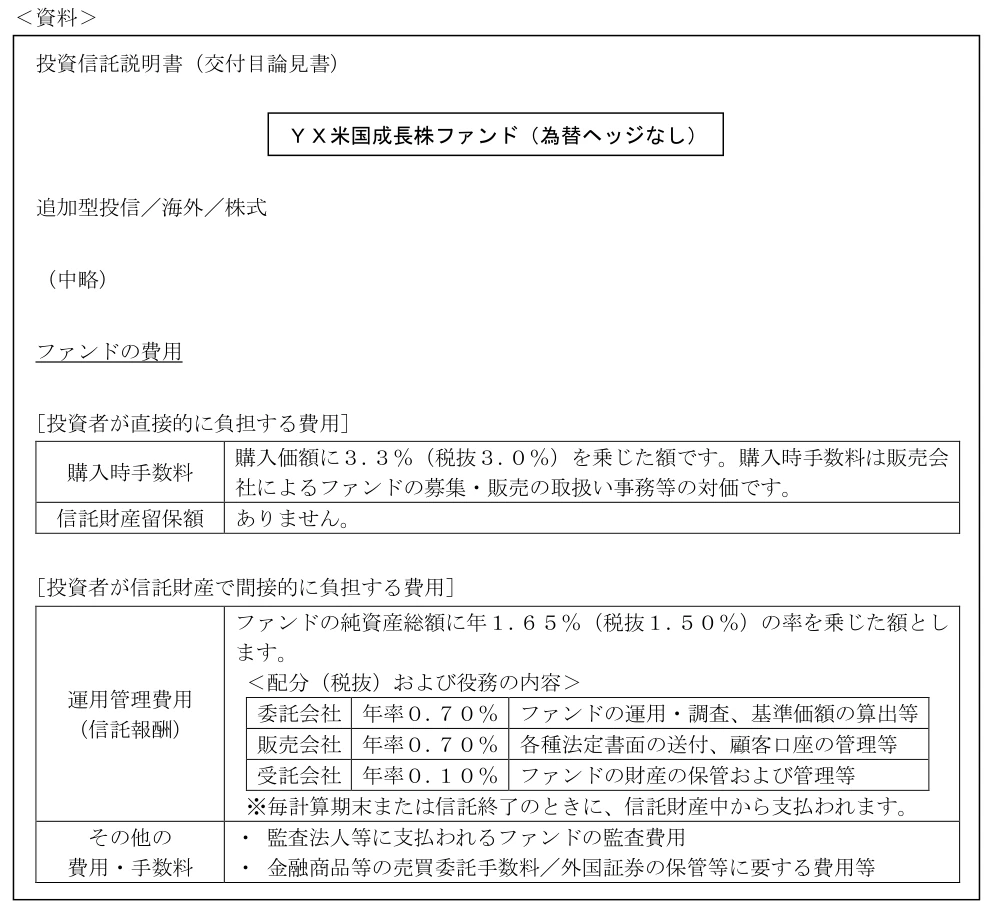 ＜資料＞
投資信託説明書（交付目論見書）
ＹＸ米国成長株ファンド（為替ヘッジなし）
追加型投信／海外／株式
（中略）
ファンドの費用
［投資者が直接的に負担する費用］
購入時手数料
購入価額に３.３％（税抜３.０％）を乗じた額です。購入時手数料は販売会
社によるファンドの募集・販売の取扱い事務等の対価です。
信託財産留保額
ありません。
［投資者が信託財産で間接的に負担する費用］
運用管理費用
（信託報酬）
ファンドの純資産総額に年１.６５％（税抜１.５０％）の率を乗じた額とし
ます。
＜配分（税抜）および役務の内容＞
委託会社 年率０.７０％ ファンドの運用・調査、基準価額の算出等
販売会社 年率０.７０％ 各種法定書面の送付、顧客口座の管理等
受託会社 年率０.１０％ ファンドの財産の保管および管理等
※毎計算期末または信託終了のときに、信託財産中から支払われます。
その他の
費用・手数料
・ 監査法人等に支払われるファンドの監査費用
・ 金融商品等の売買委託手数料／外国証券の保管等に要する費用等